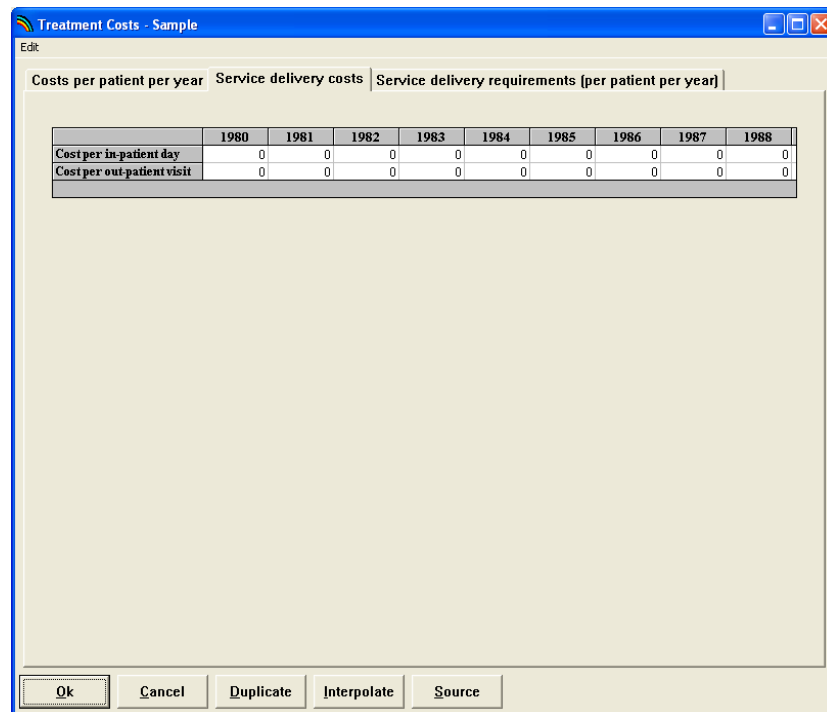 Treatment Costs - Sample
Edit
Costs per patient per year Service delivery costs Service delivery requirements (per patient per year)
1980 1981 1982 1983 1984 1985 1986 1987 1988
Cost per in-patient day 0 0 0 0 0 0 0 0 0
Cost per out-patient visit 0 0 0 0 0 0 0 0 0
Ok Cancel Duplicate Interpolate Source